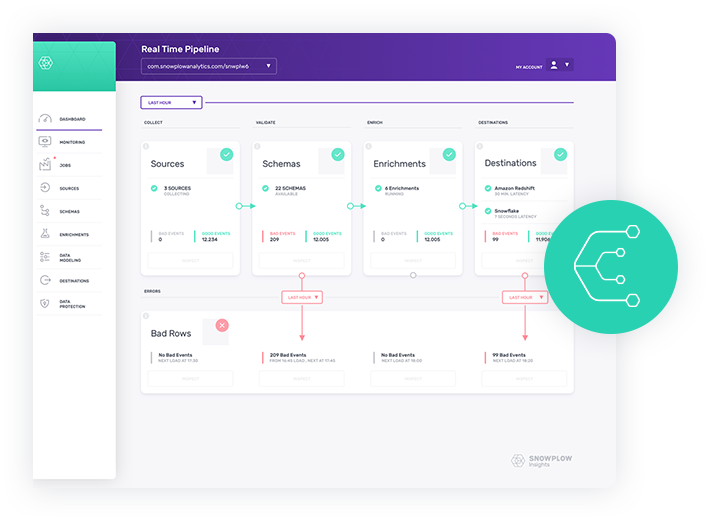 Real Time Pipeline
com.snowplowanalytics.com/snwplw6
MY ACCOUNT
DASHBOARD
MONITORING
JOBS
SOURCES
SCHEMAS
ENRICHMENTS
DATA
MODELING
DESTINATIONS
DATA
PROTECTION
LAST HOUR
COLLECT
VALIDATE
ENRICH
DESTINATIONS
Sources
3 SOURCES
COLLECTING
BAD EVENTS
0
GOOD EVENTS
12.234
Schemas
22 SCHEMAS
AVAILABLE
BAD EVENTS
209
GOOD EVENTS
12.005
Enrichments
6 Enrichments
RUNNING
BAD EVENTS
0
GOOD EVENTS
12.005
Destinations
Amazon Redshift
30 MIN. LATENCY
Snowflake
7 SECONDS LATENCY
BAD EVENTS
99
GOOD EVENTS
11.906
ERRORS
LAST HOUR
LAST HOUR
Bad Rows
No Bad Events
NEXT LOAD AT 17:30
209 Bad Events
FROM 16:45 LOAD , NEXT AT 17:45
No Bad Events
NEXT LOAD AT 18:00
99 Bad Events
NEXT LOAD AT 18:20
SNOWPLOW
Insights